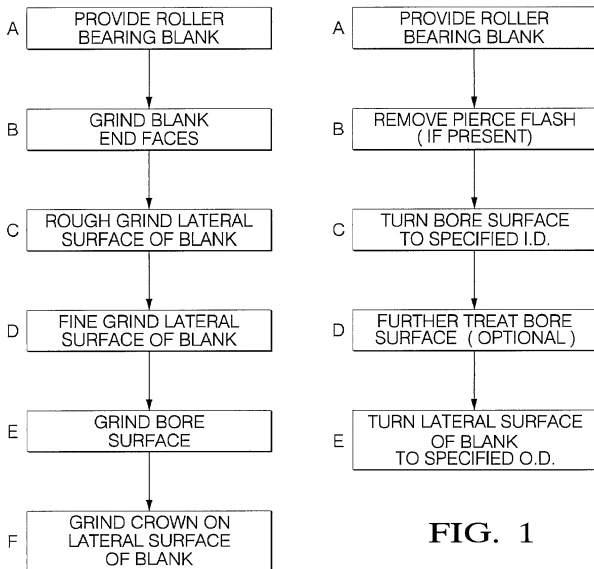 A
PROVIDE ROLLER
BEARING BLANK
B
GRIND BLANK
END FACES
C
ROUGH GRIND LATERAL
SURFACE OF BLANK
D
FINE GRIND LATERAL
SURFACE OF BLANK
E
GRIND BORE
SURFACE
F
GRIND CROWN ON
LATERAL SURFACE
OF BLANK
A
PROVIDE ROLLER
BEARING BLANK
B
REMOVE PIERCE FLASH
( IF PRESENT)
C
TURN BORE SURFACE
TO SPECIFIED I.D.
D
FURTHER TREAT BORE
SURFACE ( OPTIONAL )
E
TURN LATERAL SURFACE
OF BLANK
TO SPECIFIED O.D.
FIG. 1